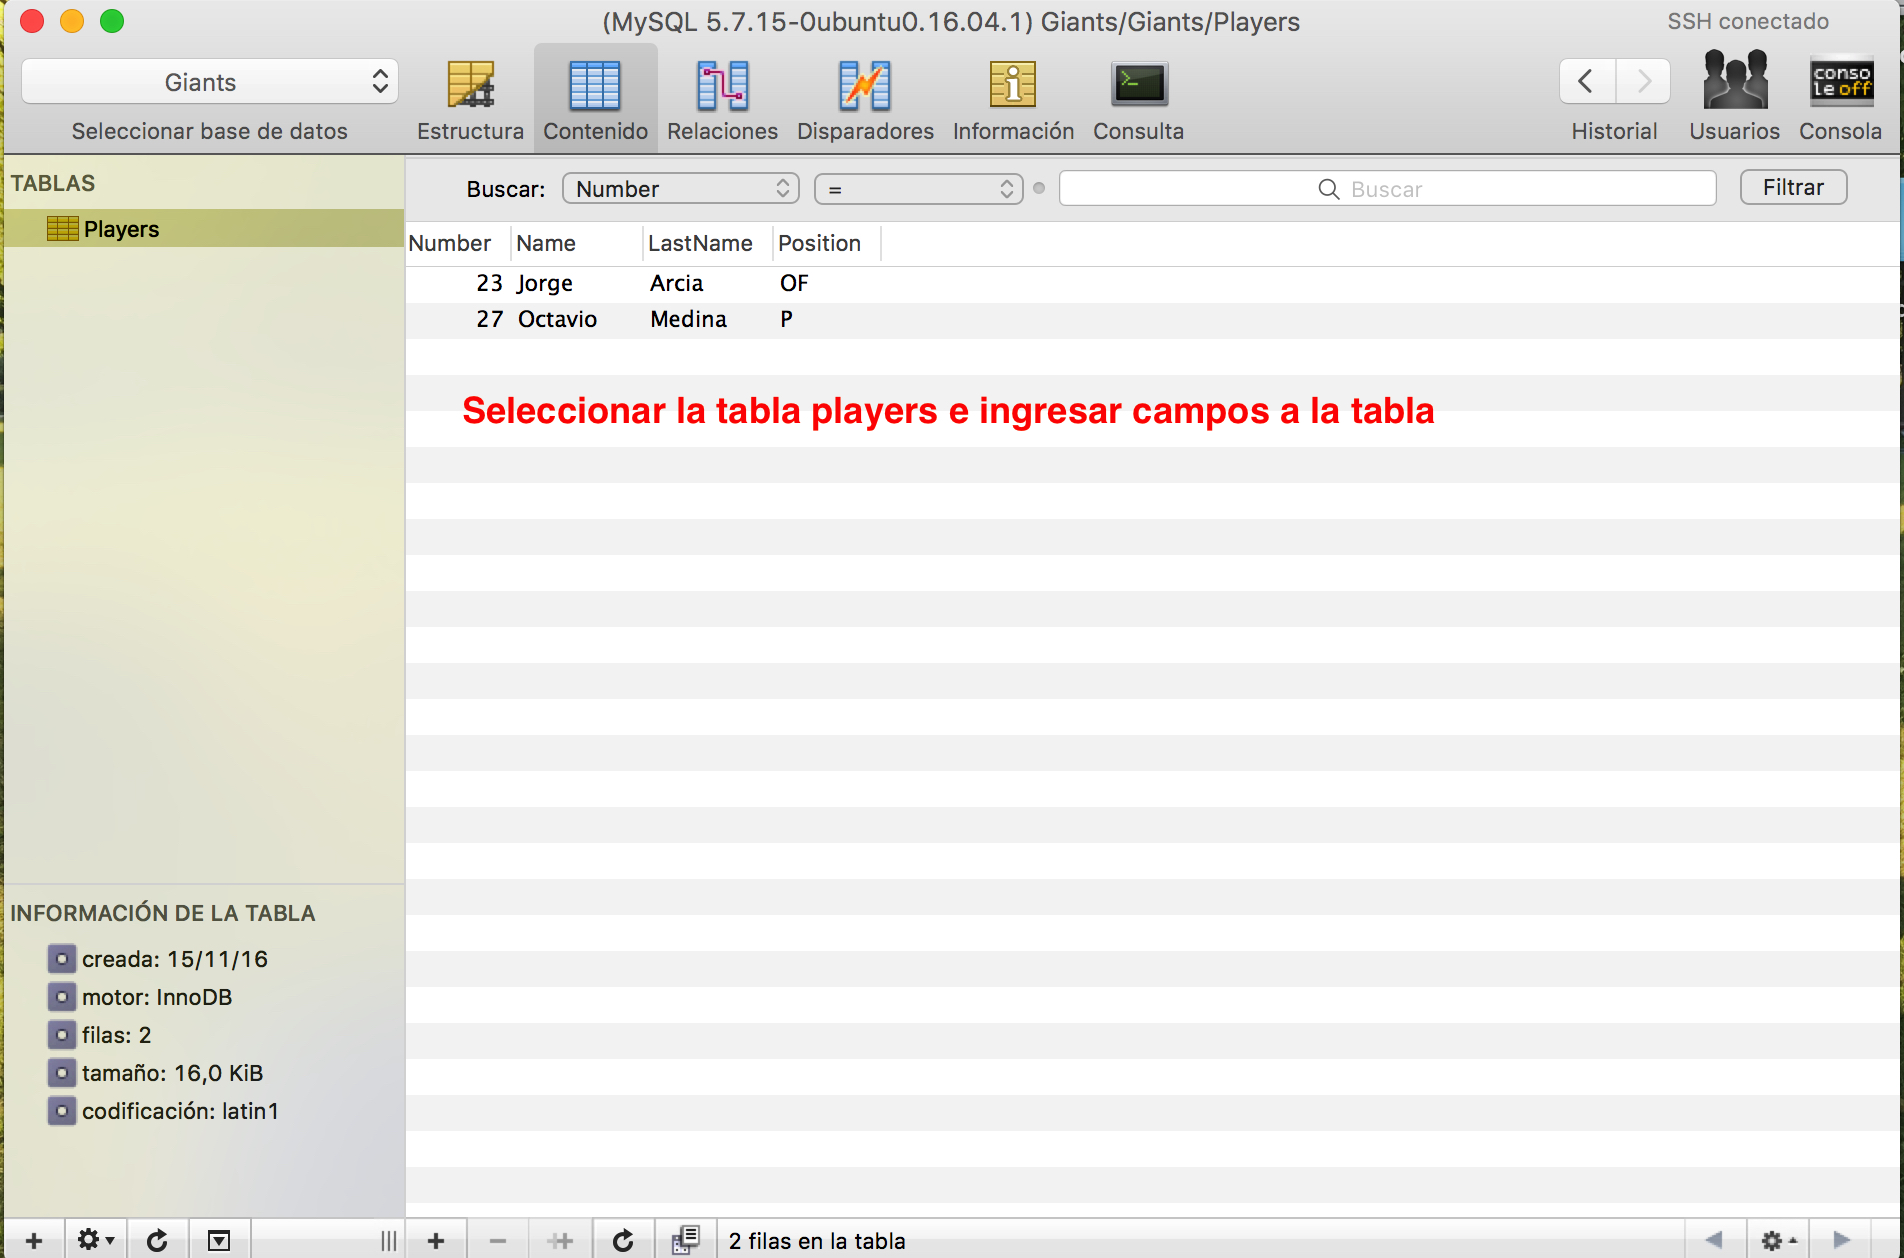 (MySQL 5.7.15-0ubuntu0.16.04.1) Giants/Giants/Players
SSH conectado
Giants
Seleccionar base de datos
Estructura
Contenido
Relaciones
Disparadores
Información
Consulta
Historial
Usuarios
conso
le off
Consola
TABLAS
Players
Buscar:
Number
=
Buscar
Filtrar
Number Name LastName Position
23 Jorge Arcia OF
27 Octavio Medina P
Seleccionar la tabla players e ingresar campos a la tabla
INFORMACIÓN DE LA TABLA
creada: 15/11/16
motor: InnoDB
filas: 2
tamaño: 16,0 KiB
codificación: latin1
2 filas en la tabla